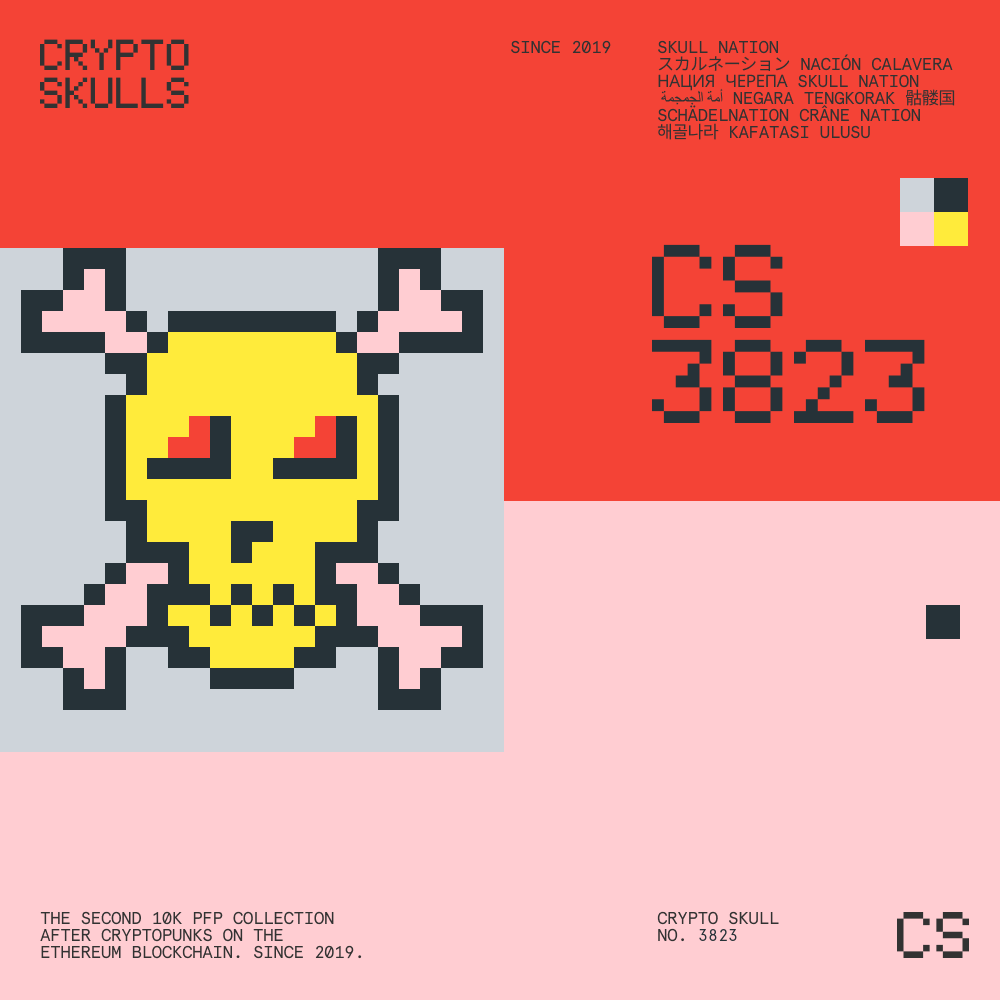 CRYPTO
SKULLS
SINCE 2019
SKULL NATION
スカルネーション NACIÓN CALAVERA
НАЦИЯ ЧЕРЕПА SKULL NATION
أمة الجمجمة NEGARA TENGKORAK 骷髅国
SCHÄDELNATION CRÂNE NATION
해골나라 KAFATASI ULUSU
CS
3823
THE SECOND 10K PFP COLLECTION
AFTER CRYPTOPUNKS ON THE
ETHEREUM BLOCKCHAIN. SINCE 2019.
CRYPTO SKULL
NO. 3823
CS